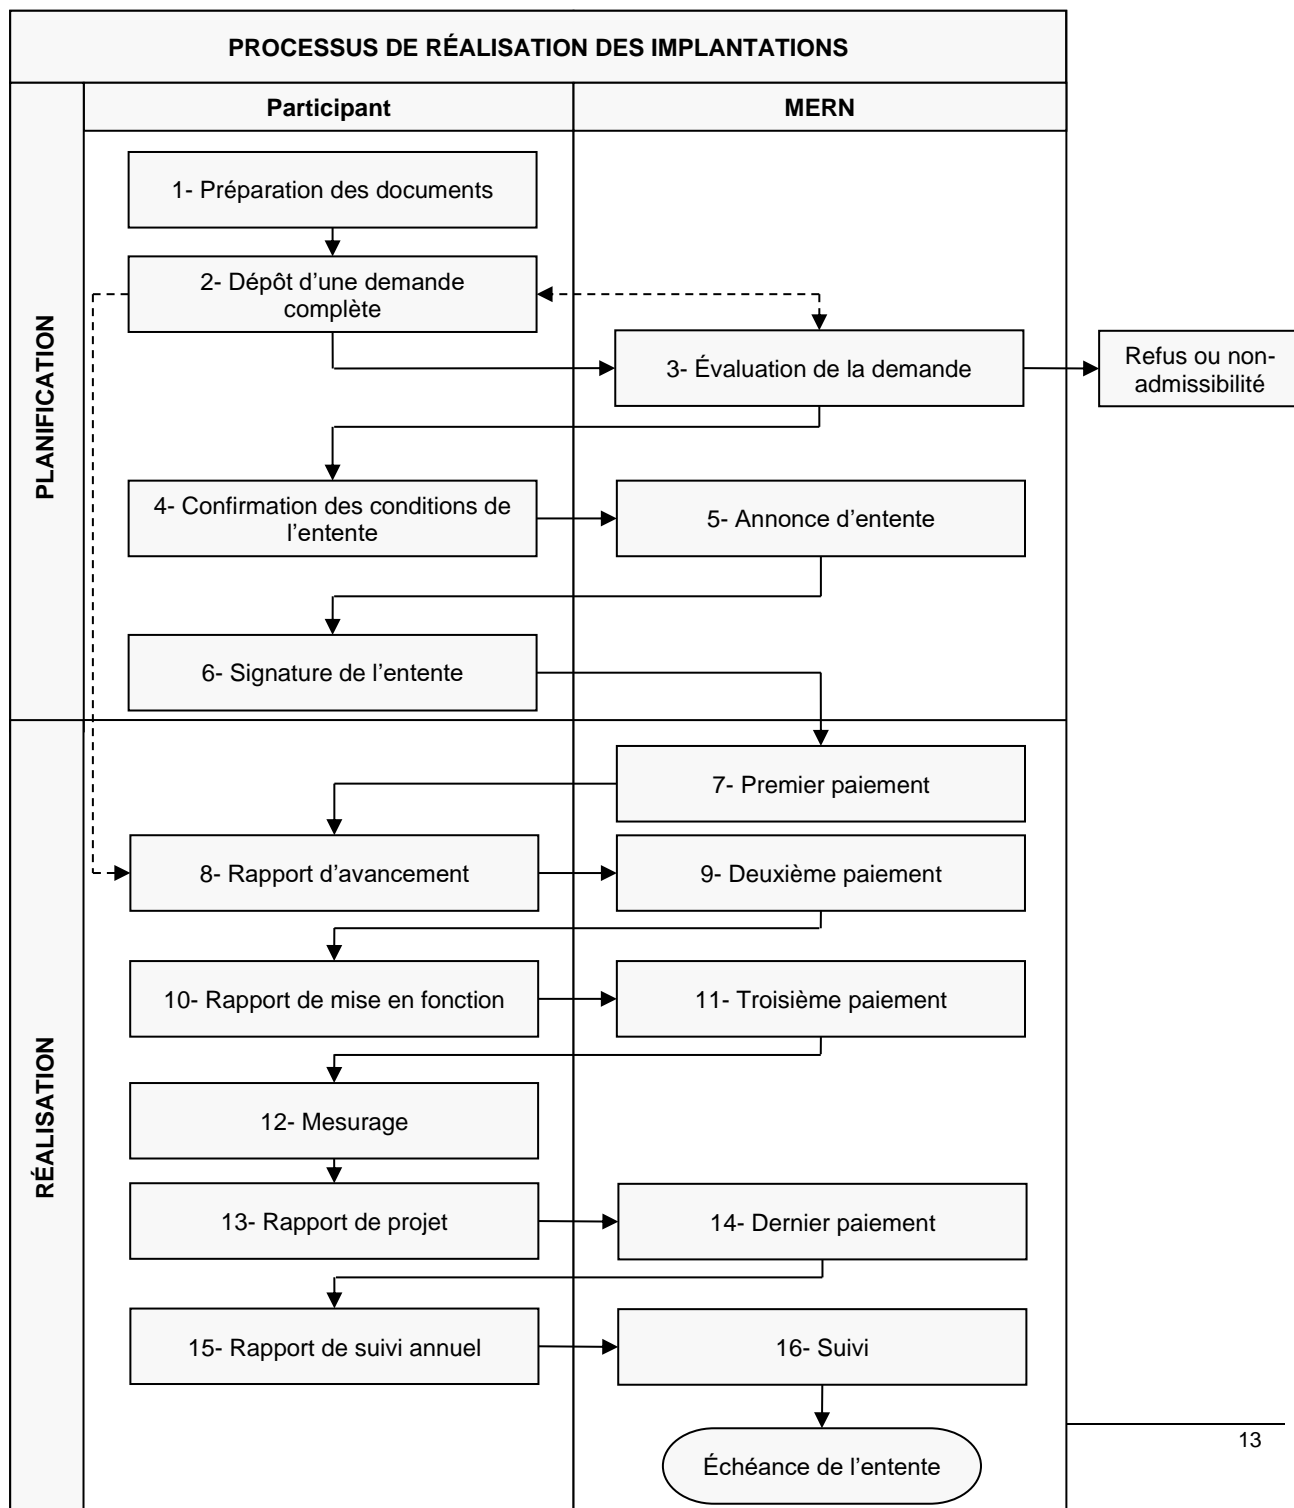 PROCESSUS DE RÉALISATION DES IMPLANTATIONS
Participant
MERN
PLANIFICATION
1- Préparation des documents
2- Dépôt d’une demande
complète
3- Évaluation de la demande
Refus ou non-
admissibilité
4- Confirmation des conditions de
l’entente
5- Annonce d’entente
6- Signature de l’entente
RÉALISATION
7- Premier paiement
8- Rapport d’avancement
9- Deuxième paiement
10- Rapport de mise en fonction
11- Troisième paiement
12- Mesurage
13- Rapport de projet
14- Dernier paiement
15- Rapport de suivi annuel
16- Suivi
Échéance de l’entente
13